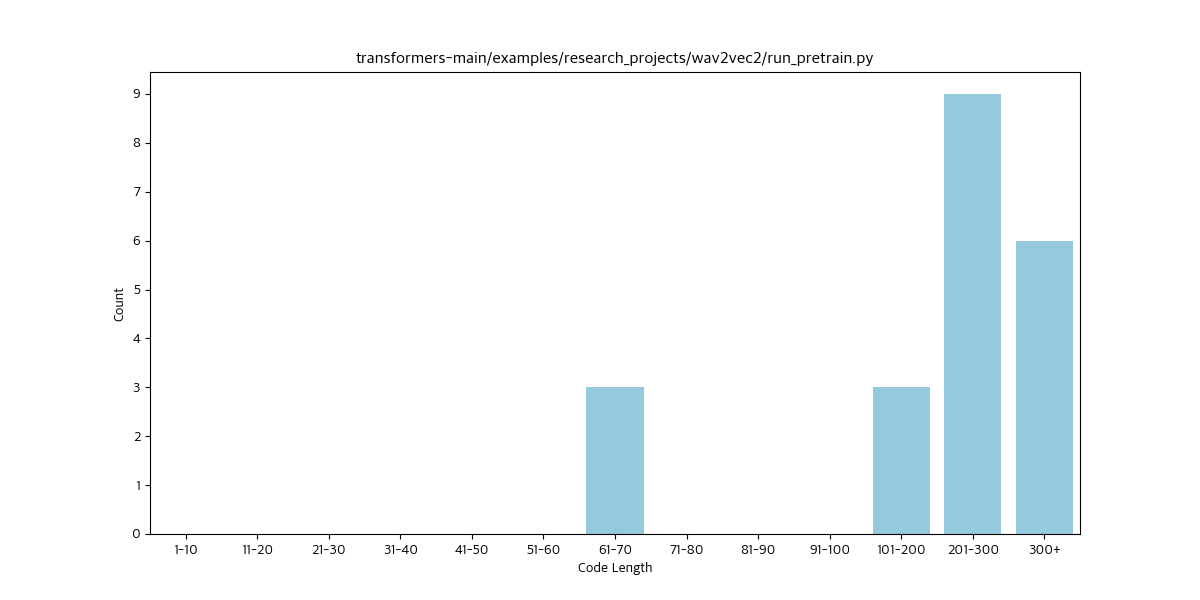 transformers-main/examples/research_projects/wav2vec2/run_pretrain.py
9
8
7
6
5
4
3
2
1
0
Count
1-10 11-20 21-30 31-40 41-50 51-60 61-70 71-80 81-90 91-100 101-200 201-300 300+
Code Length